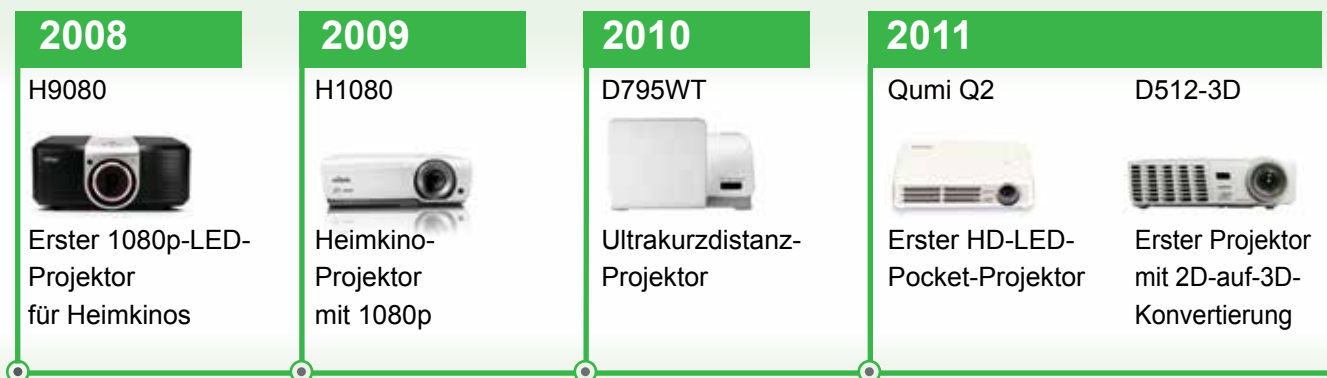 2008
H9080
Erster 1080p-LED-
Projektor
für Heimkinos
2009
H1080
Heimkino-
Projektor
mit 1080p
2010
D795WT
Ultrakurzdistanz-
Projektor
2011
Qumi Q2
Erster HD-LED-
Pocket-Projektor
D512-3D
Erster Projektor
mit 2D-auf-3D-
Konvertierung